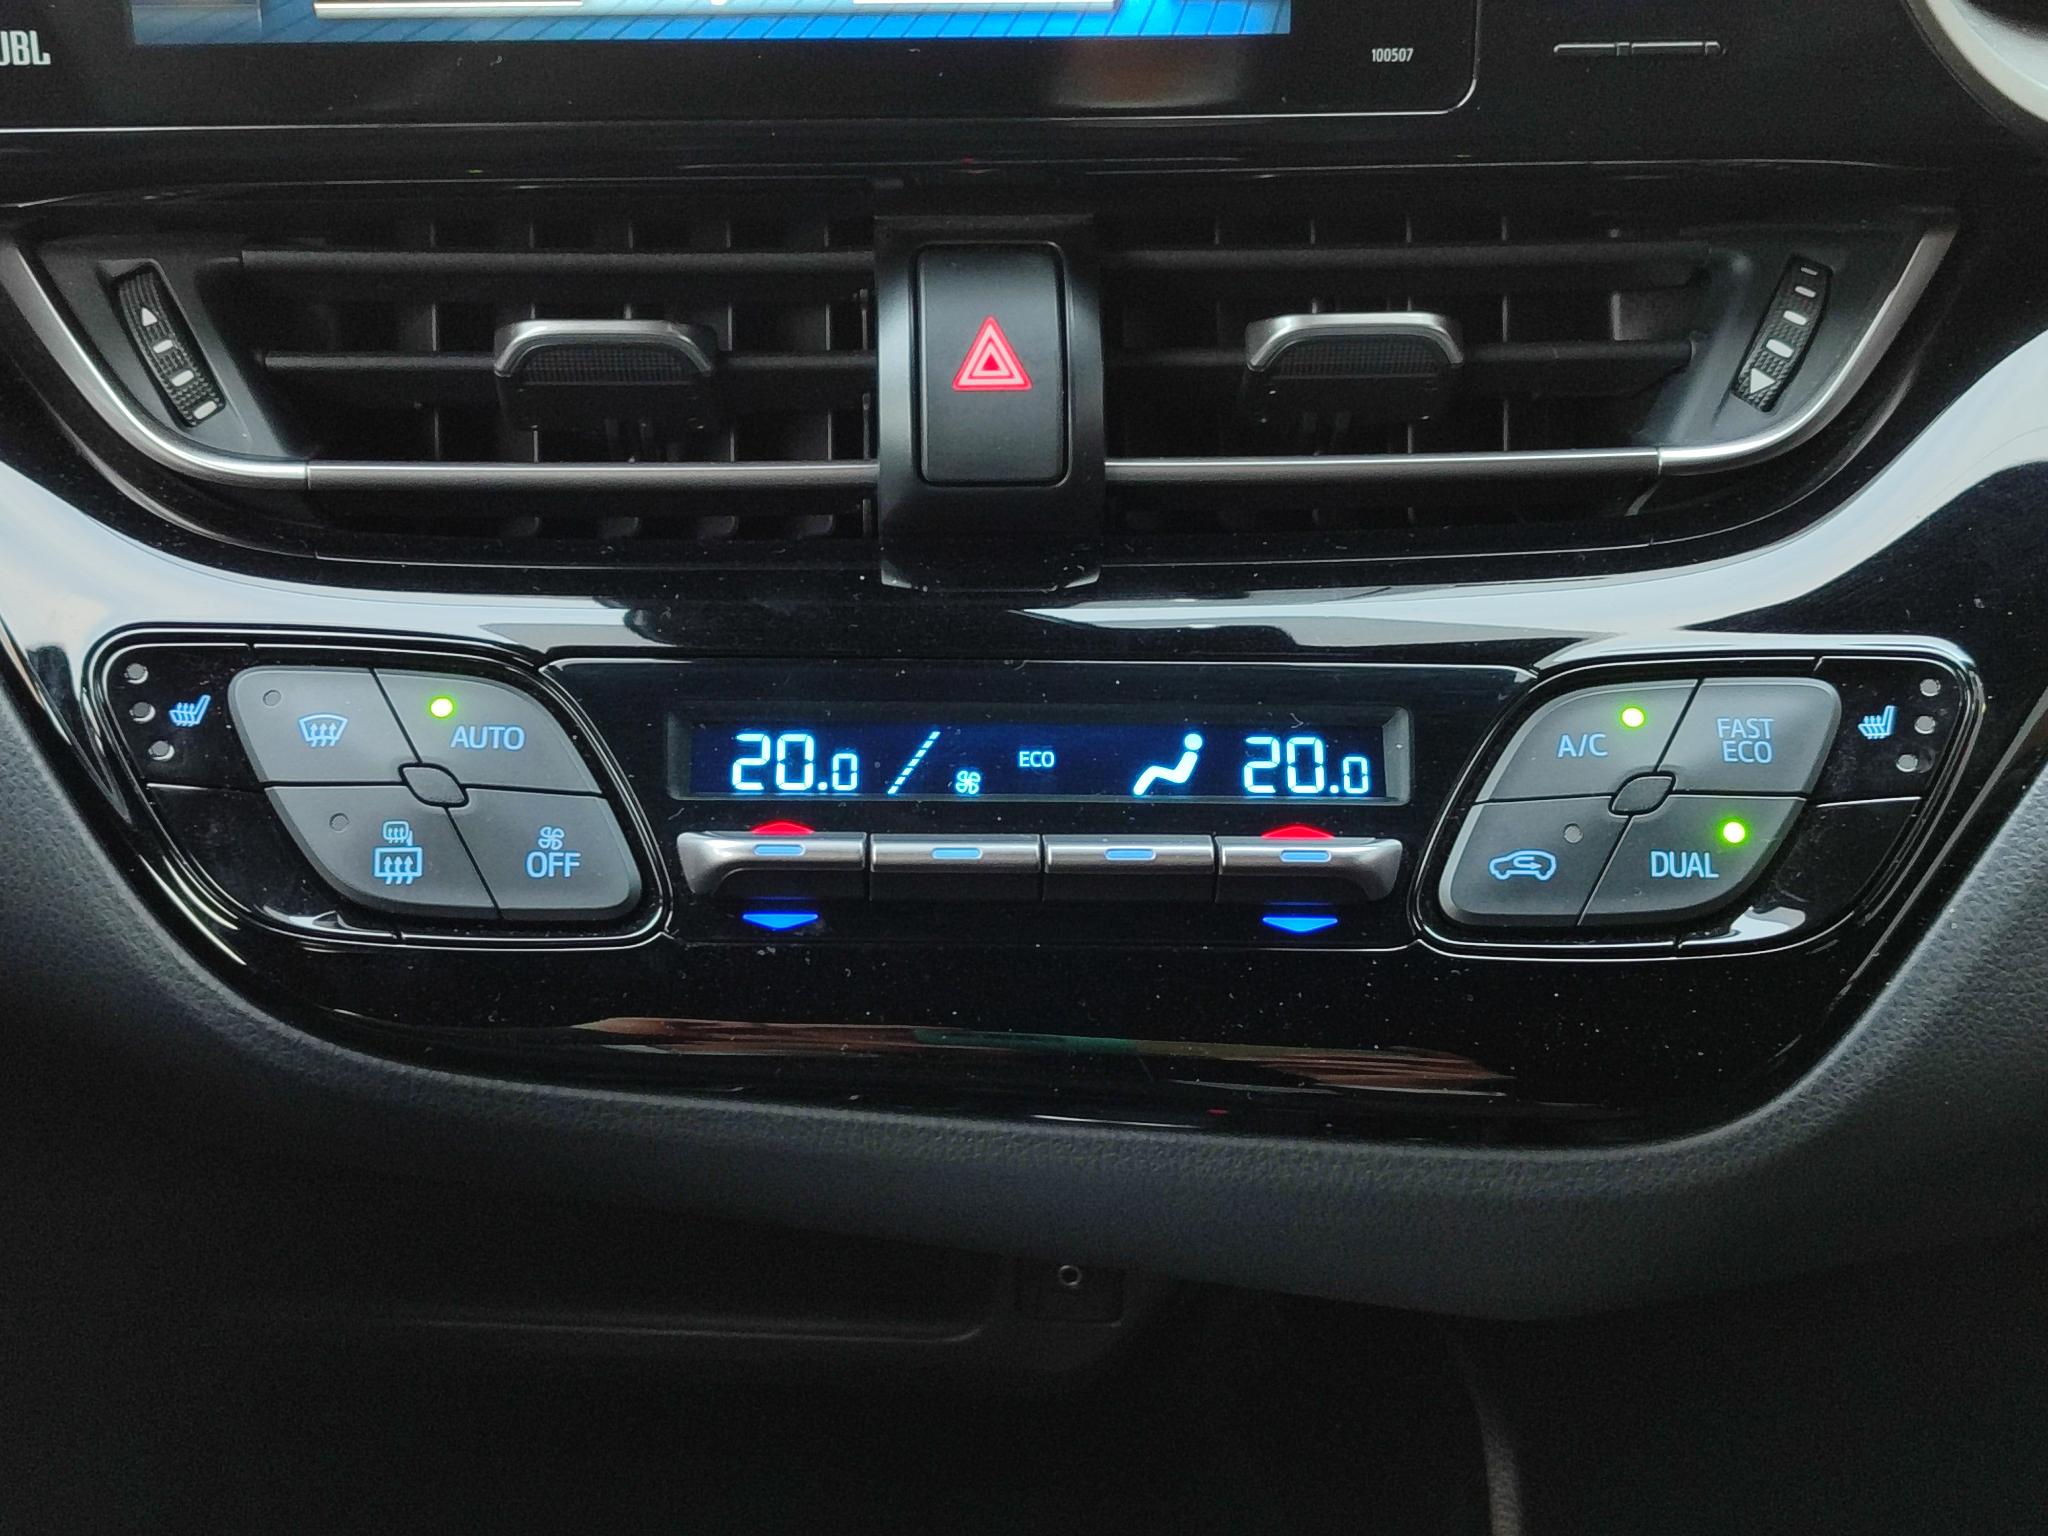 JBL
100507
AUTO
OFF
20.0
ECO
20.0
A/C
FAST
ECO
DUAL